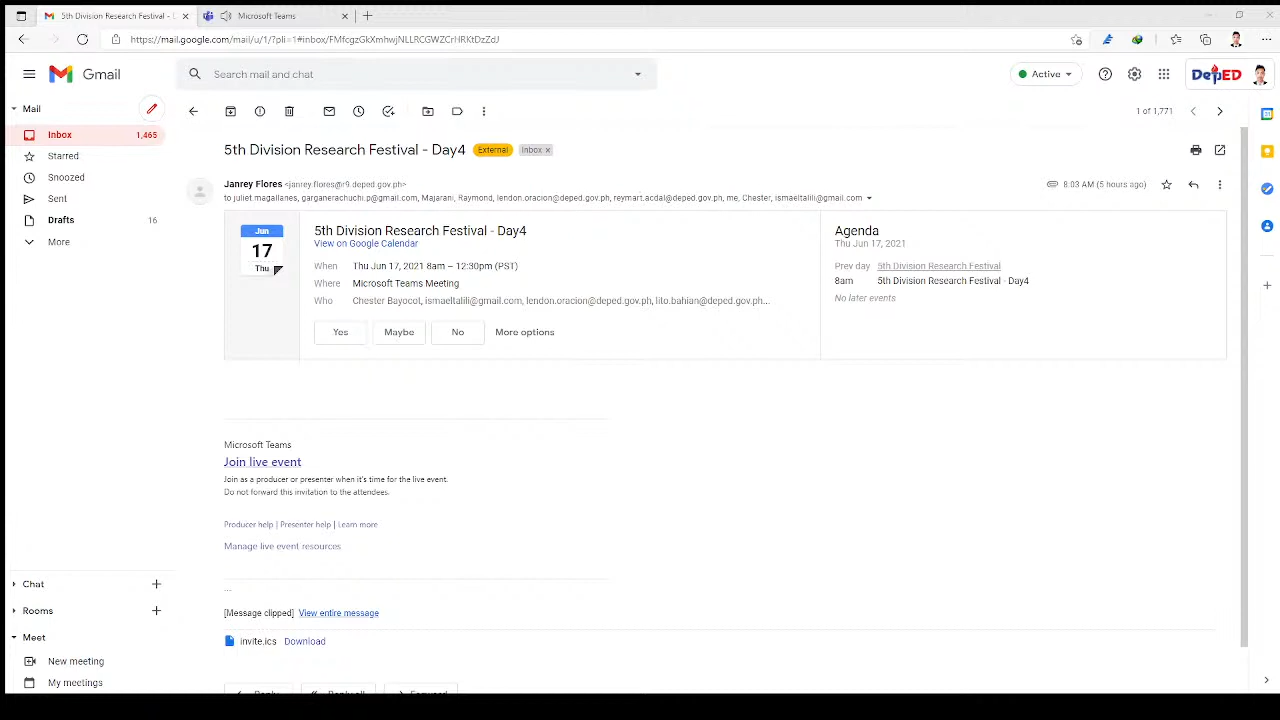 5th Division Research Festival - D
Microsoft Teams
https://mail.google.com/mail/u/1/?pli=1#inbox/FMfcgzGkXmhwjNLLRCGWZCrHRKtDzZdJ
Gmail
Search mail and chat
Active
DepED
Mail
1 of 1,771
Inbox 1,465
Starred
Snoozed
Sent
Drafts 16
More
5th Division Research Festival - Day4 External Inbox x
Janrey Flores <janrey.flores@r9.deped.gov.ph>
8:03 AM (5 hours ago)
to juliet.magallanes, garganerachuchi.p@gmail.com, Majarani, Raymond, lendon.oracion@deped.gov.ph, reymart.acdal@deped.gov.ph, me, Chester, ismaeltalili@gmail.com
Jun
17
Thu
5th Division Research Festival - Day4
View on Google Calendar
When Thu Jun 17, 2021 8am – 12:30pm (PST)
Where Microsoft Teams Meeting
Who Chester Bayocot, ismaeltalili@gmail.com, lendon.oracion@deped.gov.ph, lito.bahian@deped.gov.ph...
Yes Maybe No More options
Agenda
Thu Jun 17, 2021
Prev day 5th Division Research Festival
8am 5th Division Research Festival - Day4
No later events
Microsoft Teams
Join live event
Join as a producer or presenter when it's time for the live event.
Do not forward this invitation to the attendees.
Producer help | Presenter help | Learn more
Manage live event resources
...
[Message clipped] View entire message
invite.ics Download
Reply Reply all Forward
Chat
Rooms
Meet
New meeting
My meetings